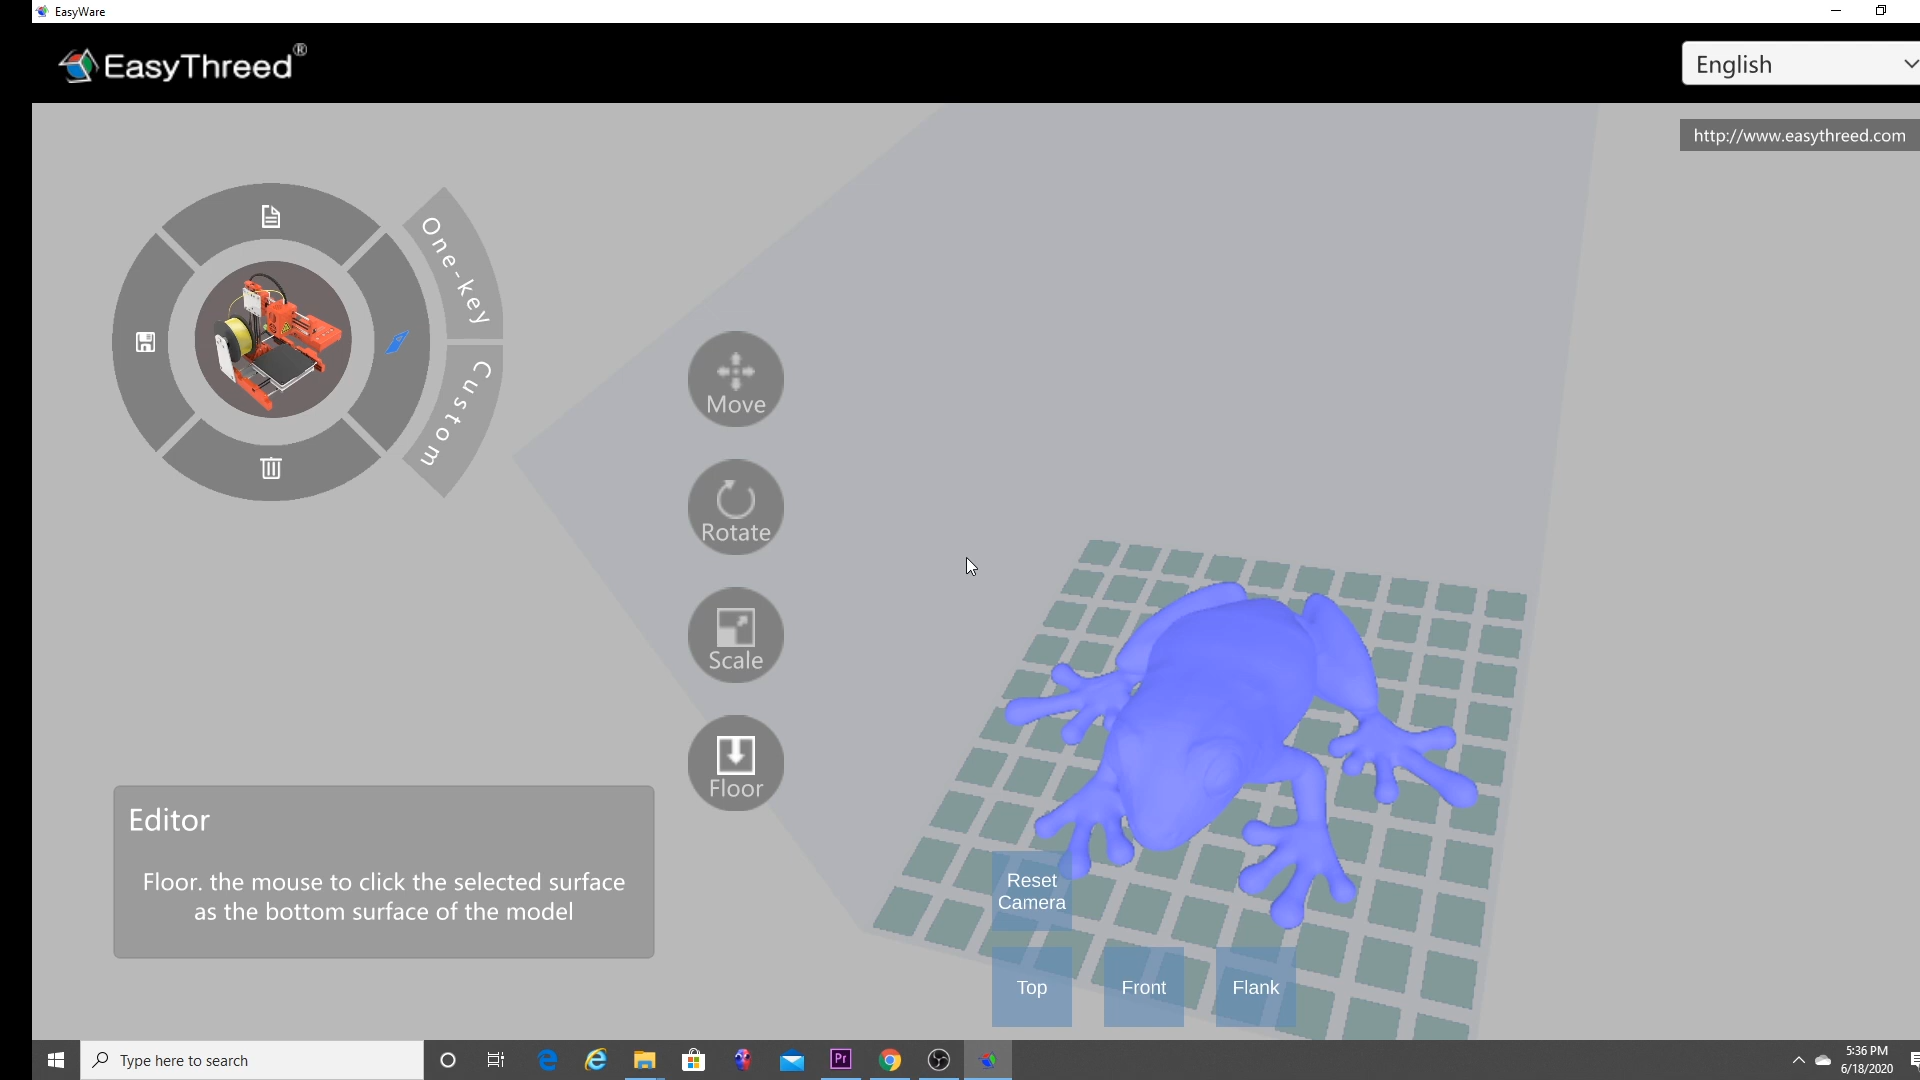 EasyWare
EasyThreed®
English
http://www.easythreed.com
One-key
Custom
Move
Rotate
Scale
Floor
Editor
Floor. the mouse to click the selected surface
as the bottom surface of the model
Reset
Camera
Top
Front
Flank
Type here to search
Pr
5:36 PM
6/18/2020